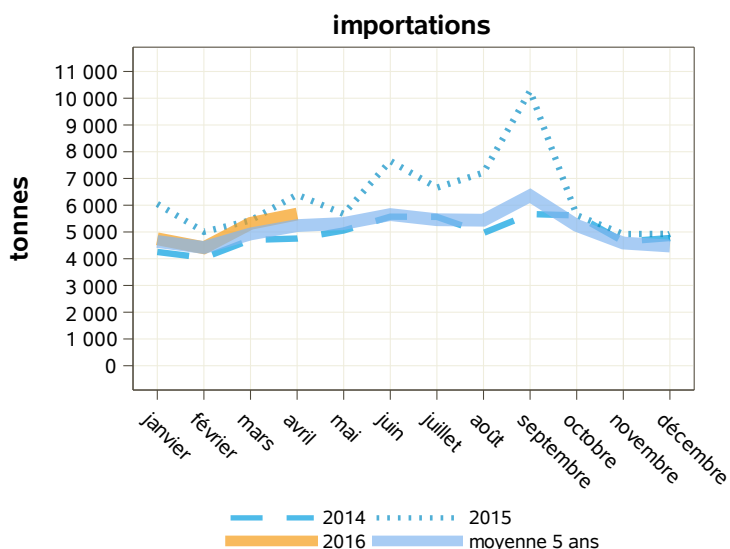 importations
tonnes
11 000
10 000
9 000
8 000
7 000
6 000
5 000
4 000
3 000
2 000
1 000
0
janvier
février
mars
avril
mai
juin
juillet
août
septembre
octobre
novembre
décembre
2014 2015
2016 moyenne 5 ans